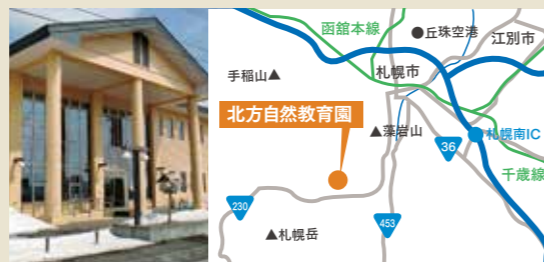 函館本線
●丘珠空港
江別市
手稲山▲
札幌市
北方自然教育園
▲藻岩山
札幌南IC
36
千歳線
230
453
▲札幌岳